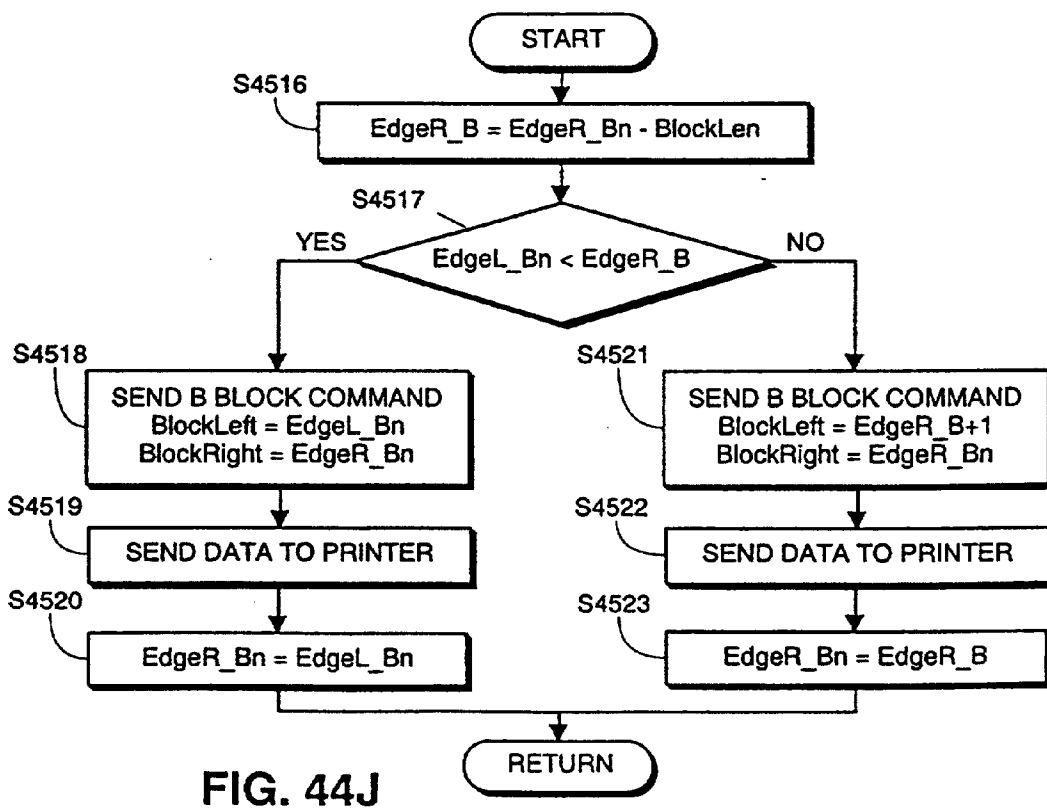 START
S4516
EdgeR_B = EdgeR_Bn - BlockLen
S4517
YES
EdgeL_Bn < EdgeR_B
NO
S4518
SEND B BLOCK COMMAND
BlockLeft = EdgeL_Bn
BlockRight = EdgeR_Bn
S4521
SEND B BLOCK COMMAND
BlockLeft = EdgeR_B+1
BlockRight = EdgeR_Bn
S4519
SEND DATA TO PRINTER
S4522
SEND DATA TO PRINTER
S4520
EdgeR_Bn = EdgeL_Bn
S4523
EdgeR_Bn = EdgeR_B
RETURN
FIG. 44J